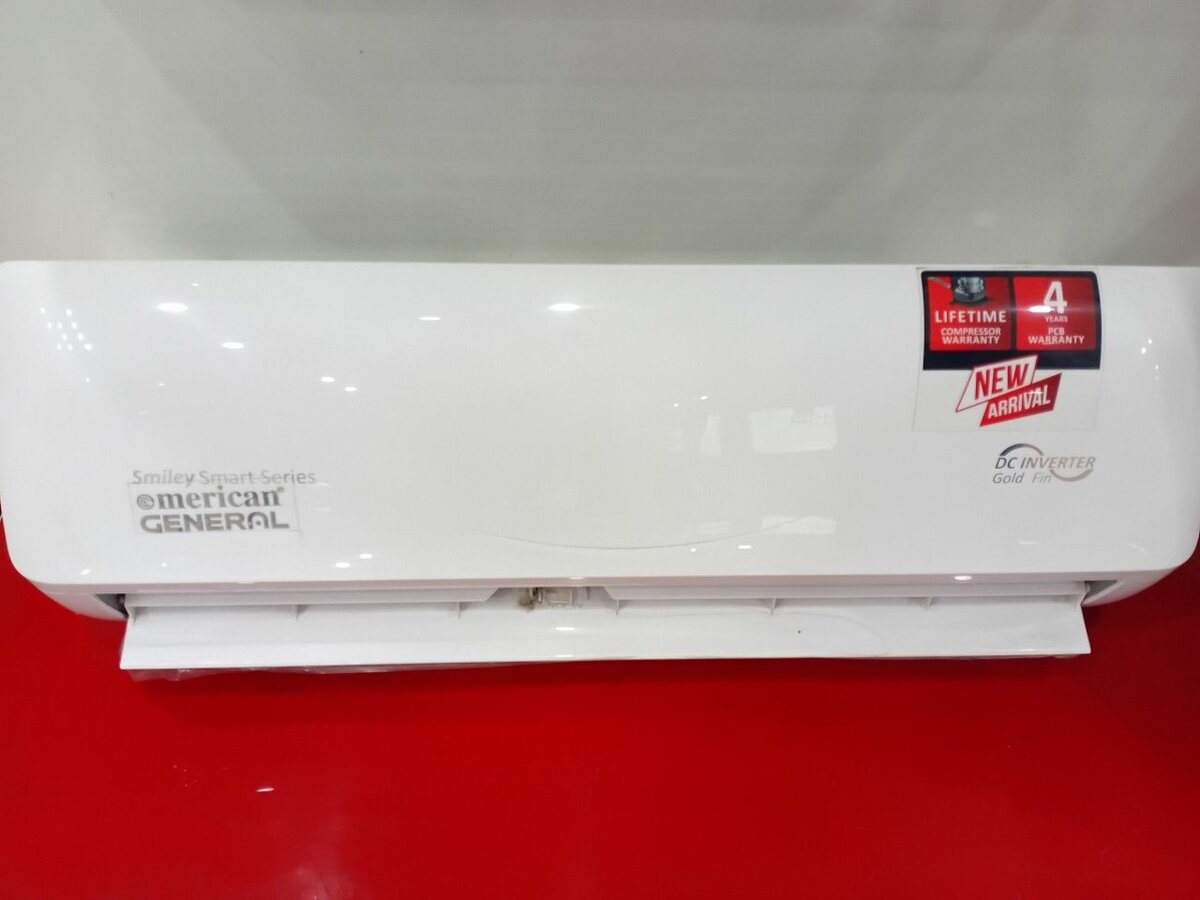 LIFETIME
COMPRESSOR
WARRANTY
4
YEARS
PCB
WARRANTY
NEW
ARRIVAL
DC INVERTER
Gold Fin
Smiley Smart Series
merican
GENERAL